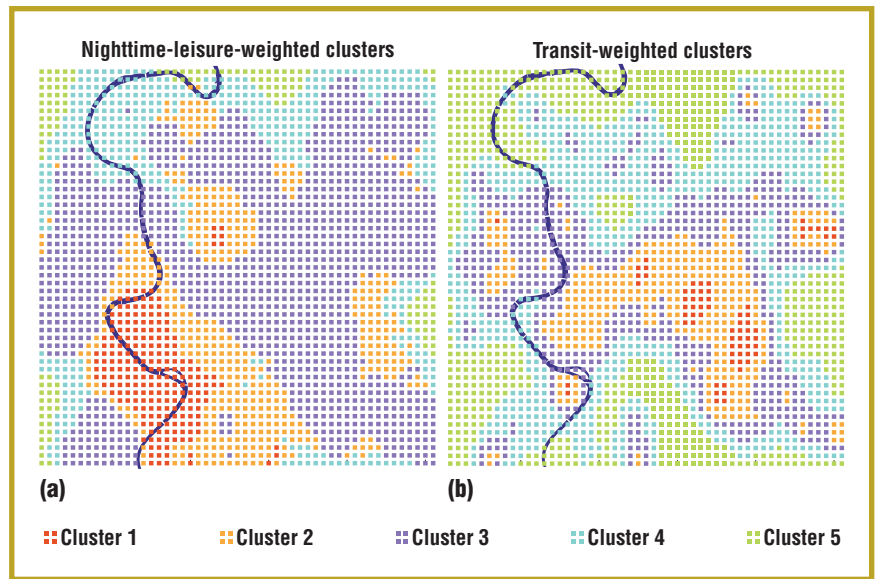 Nighttime-leisure-weighted clusters
Transit-weighted clusters
(a)
(b)
Cluster 1
Cluster 2
Cluster 3
Cluster 4
Cluster 5